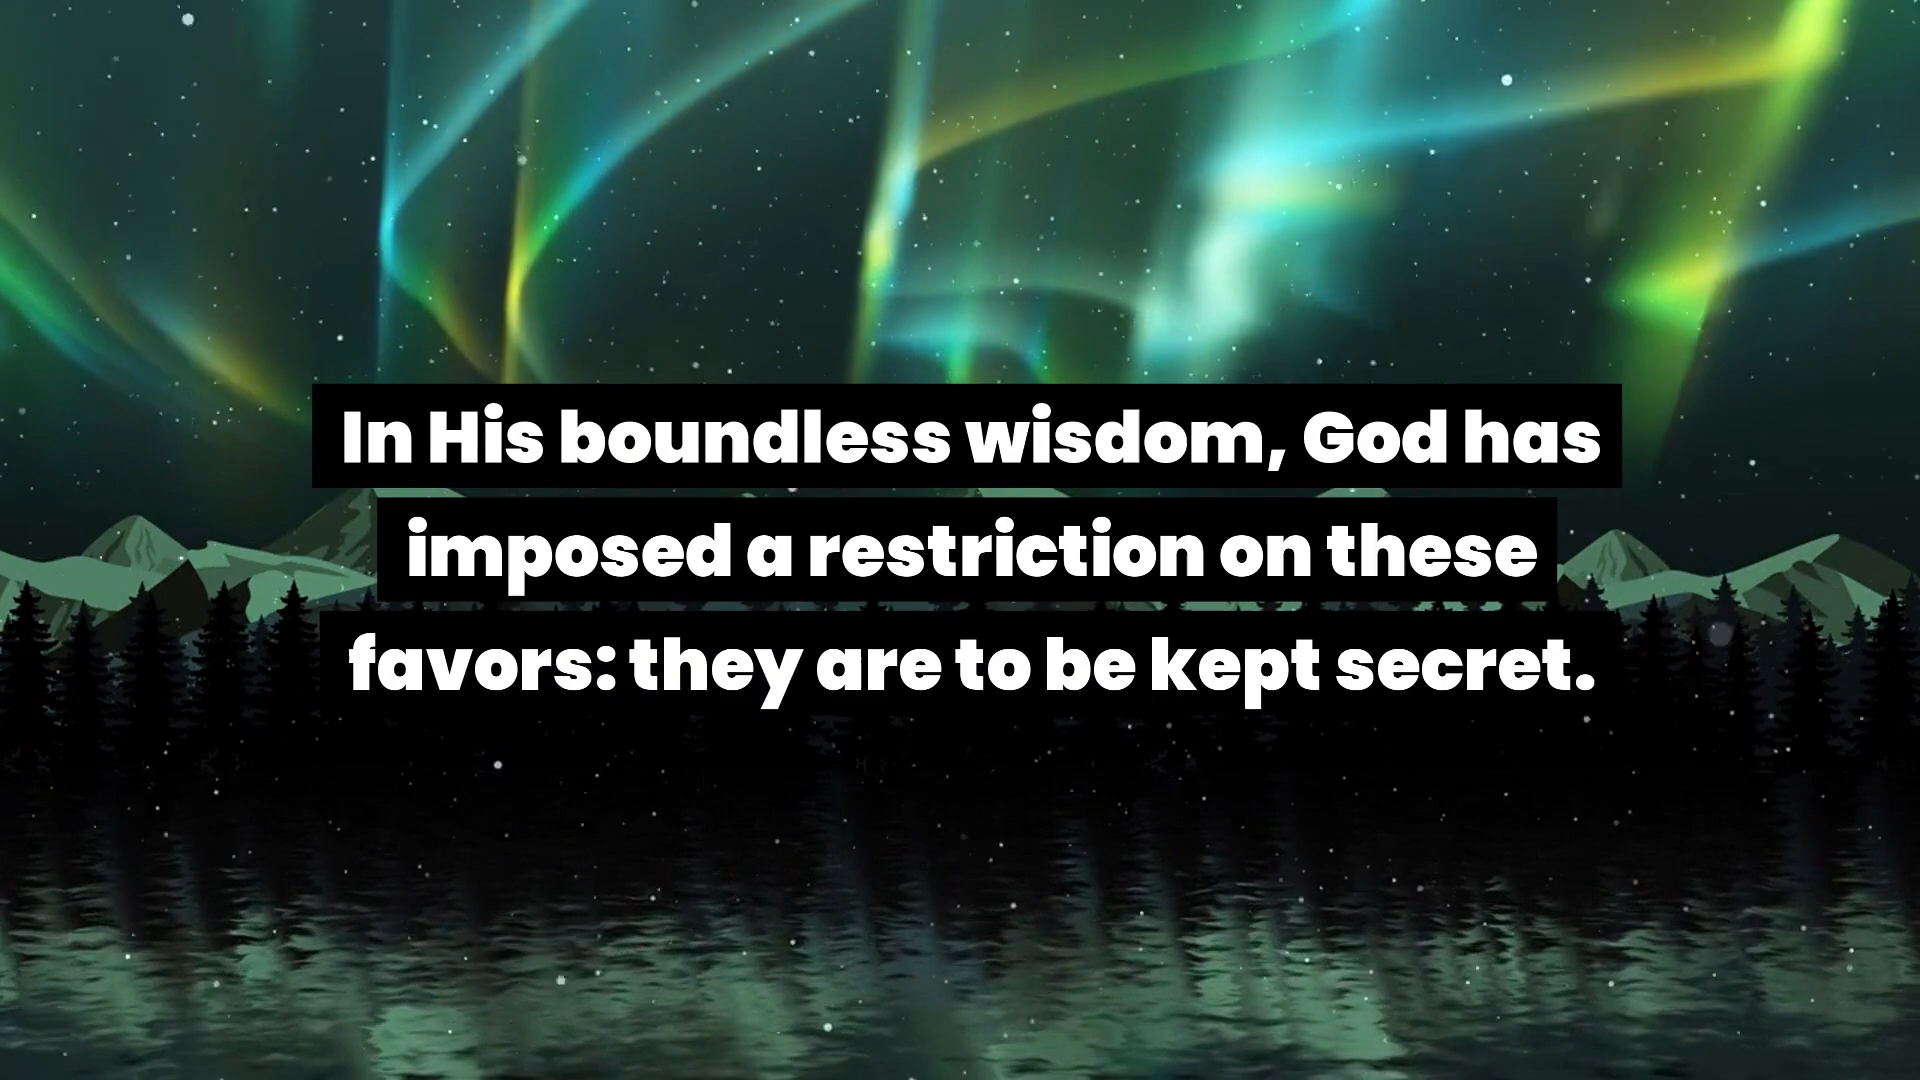 In His boundless wisdom, God has
imposed a restriction on these
favors: they are to be kept secret.